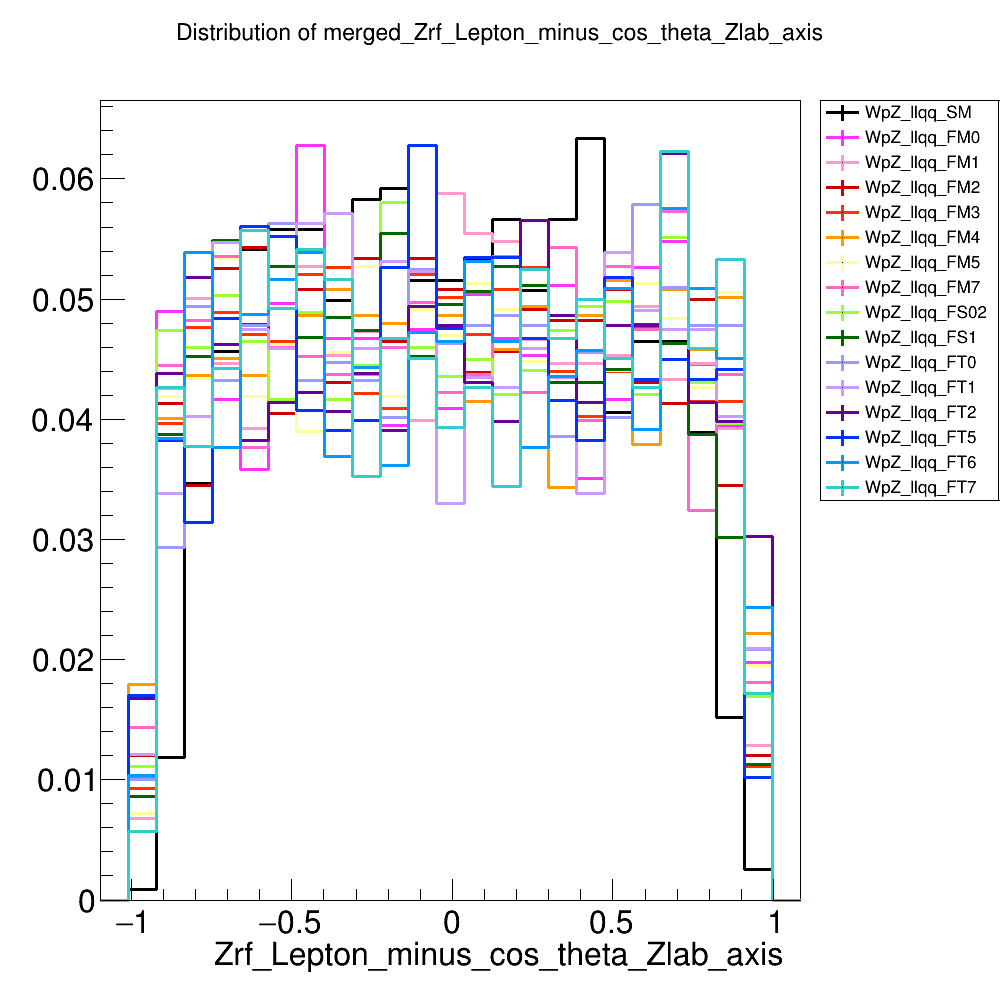 Distribution of merged_Zrf_Lepton_minus_cos_theta_Zlab_axis
WpZ_llqq_SM
WpZ_llqq_FM0
WpZ_llqq_FM1
WpZ_llqq_FM2
WpZ_llqq_FM3
WpZ_llqq_FM4
WpZ_llqq_FM5
WpZ_llqq_FM7
WpZ_llqq_FS02
WpZ_llqq_FS1
WpZ_llqq_FT0
WpZ_llqq_FT1
WpZ_llqq_FT2
WpZ_llqq_FT5
WpZ_llqq_FT6
WpZ_llqq_FT7
0.06
0.05
0.04
0.03
0.02
0.01
0
−1 −0.5 0 0.5 1
Zrf_Lepton_minus_cos_theta_Zlab_axis